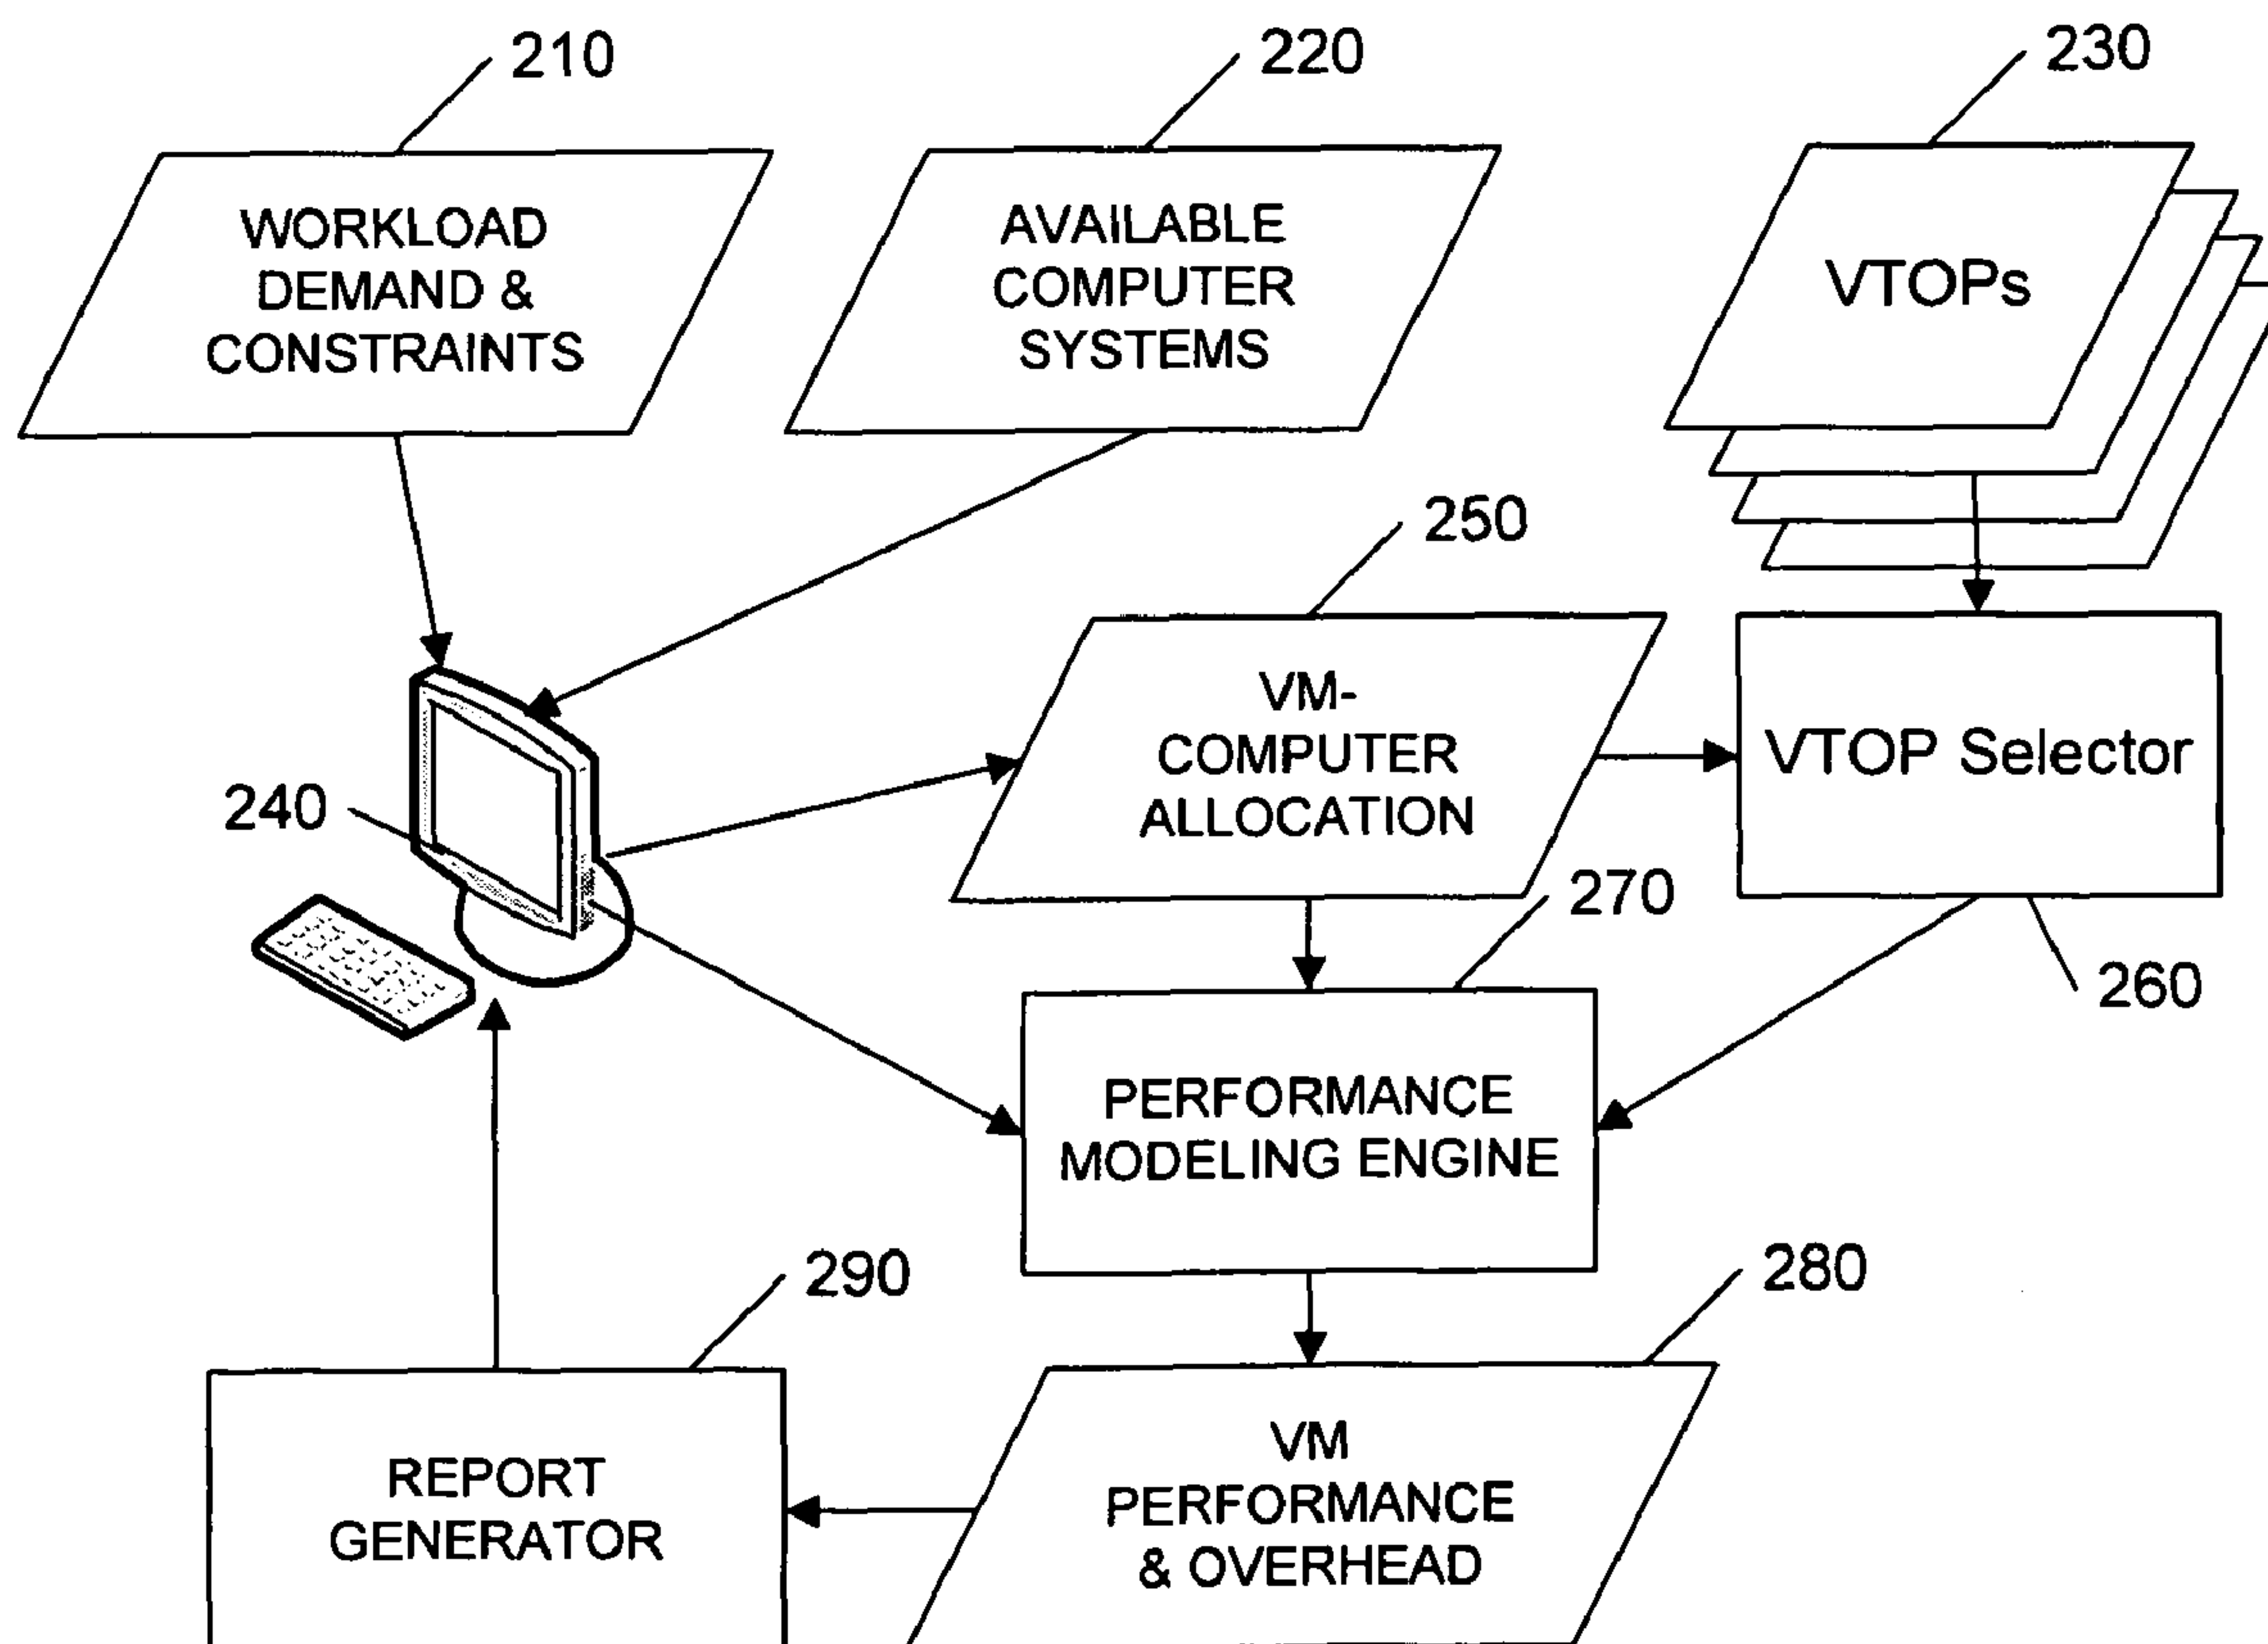 210
220
230
WORKLOAD
DEMAND &
CONSTRAINTS
AVAILABLE
COMPUTER
SYSTEMS
VTOPs
250
VM-
COMPUTER
ALLOCATION
VTOP Selector
240
270
260
PERFORMANCE
MODELING ENGINE
290
280
REPORT
GENERATOR
VM
PERFORMANCE
& OVERHEAD